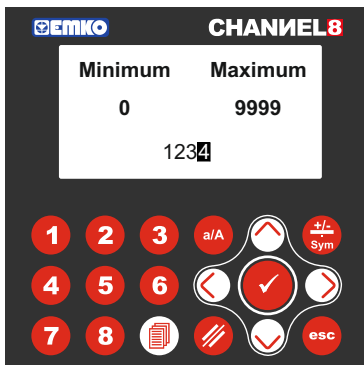 EMKO CHANNEL8
Minimum Maximum
0 9999
1234
1 2 3 a/A +/- Sym
4 5 6
7 8 esc